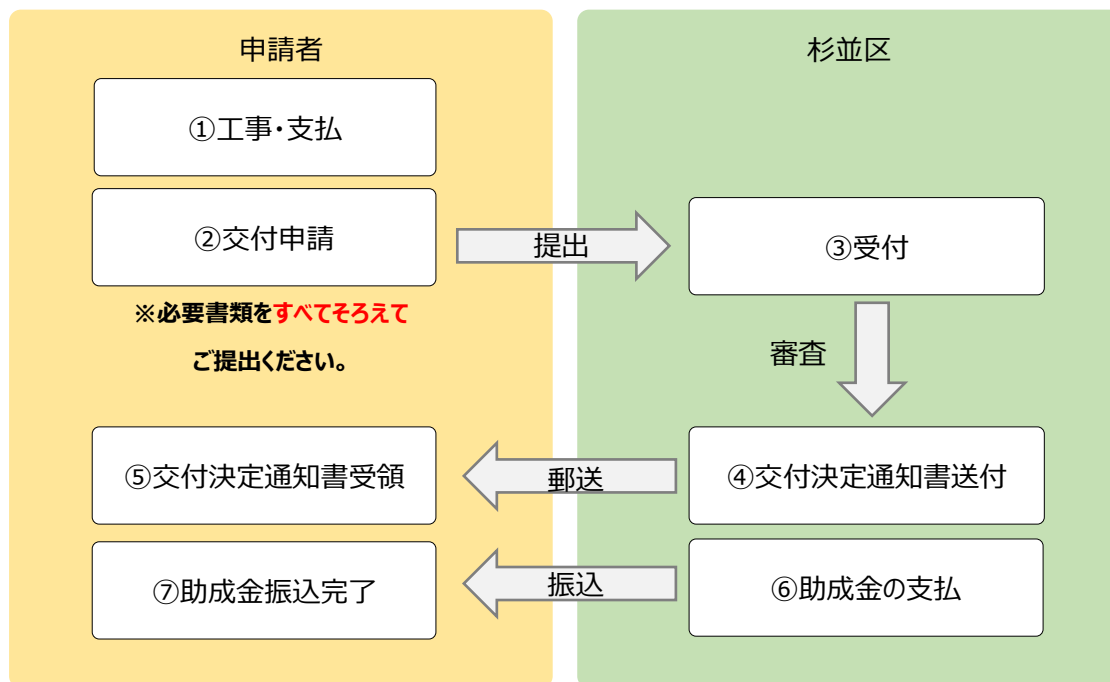 申請者
杉並区
①工事・支払
②交付申請
提出
③受付
※必要書類をすべてそろえて
ご提出ください。
審査
⑤交付決定通知書受領
郵送
④交付決定通知書送付
⑦助成金振込完了
振込
⑥助成金の支払